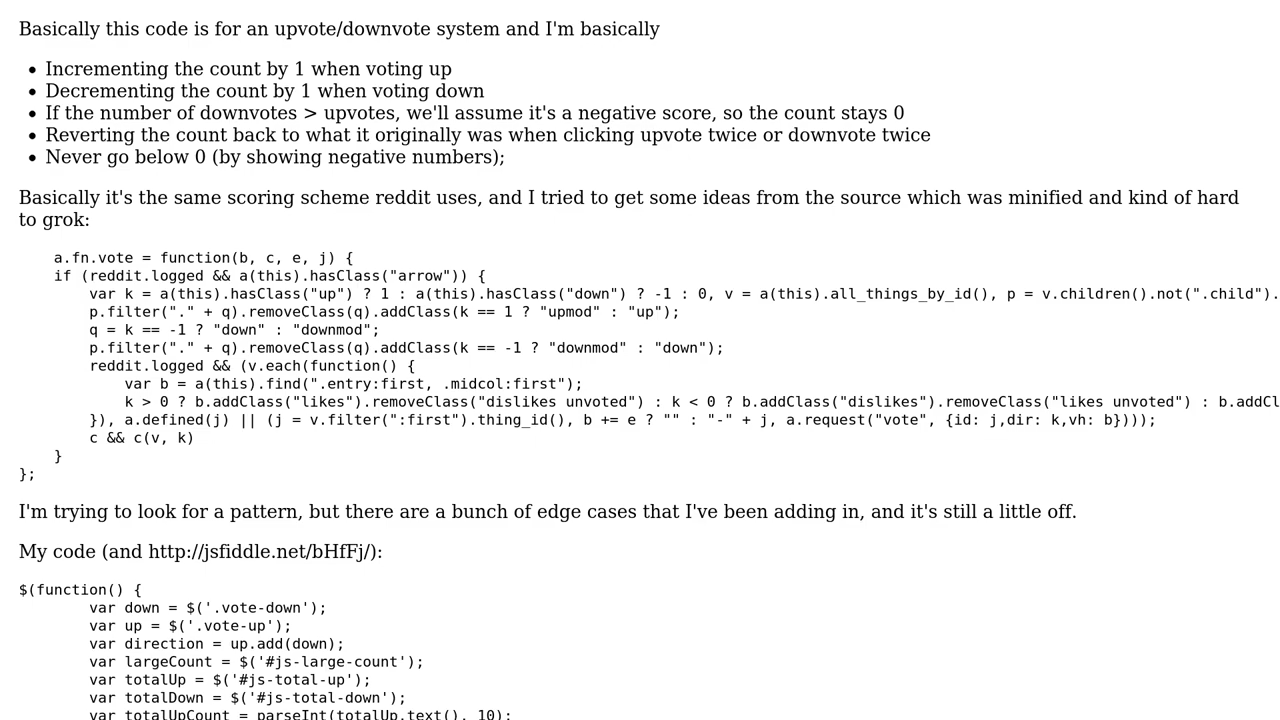 Basically this code is for an upvote/downvote system and I'm basically
Incrementing the count by 1 when voting up
Decrementing the count by 1 when voting down
If the number of downvotes > upvotes, we'll assume it's a negative score, so the count stays 0
Reverting the count back to what it originally was when clicking upvote twice or downvote twice
Never go below 0 (by showing negative numbers);
Basically it's the same scoring scheme reddit uses, and I tried to get some ideas from the source which was minified and kind of hard
to grok:
    a.fn.vote = function(b, c, e, j) {
    if (reddit.logged && a(this).hasClass("arrow")) {
        var k = a(this).hasClass("up") ? 1 : a(this).hasClass("down") ? -1 : 0, v = a(this).all_things_by_id(), p = v.children().not(".child").
        p.filter("." + q).removeClass(q).addClass(k == 1 ? "upmod" : "up");
        q = k == -1 ? "down" : "downmod";
        p.filter("." + q).removeClass(q).addClass(k == -1 ? "downmod" : "down");
        reddit.logged && (v.each(function() {
            var b = a(this).find(".entry:first, .midcol:first");
            k > 0 ? b.addClass("likes").removeClass("dislikes unvoted") : k < 0 ? b.addClass("dislikes").removeClass("likes unvoted") : b.addCl
        }), a.defined(j) || (j = v.filter(":first").thing_id(), b += e ? "" : "-" + j, a.request("vote", {id: j,dir: k,vh: b})));
        c && c(v, k)
    }
};
I'm trying to look for a pattern, but there are a bunch of edge cases that I've been adding in, and it's still a little off.
My code (and http://jsfiddle.net/bHfFj/):
$(function() {
        var down = $('.vote-down');
        var up = $('.vote-up');
        var direction = up.add(down);
        var largeCount = $('#js-large-count');
        var totalUp = $('#js-total-up');
        var totalDown = $('#js-total-down');
        var totalUpCount = parseInt(totalUp.text(), 10);